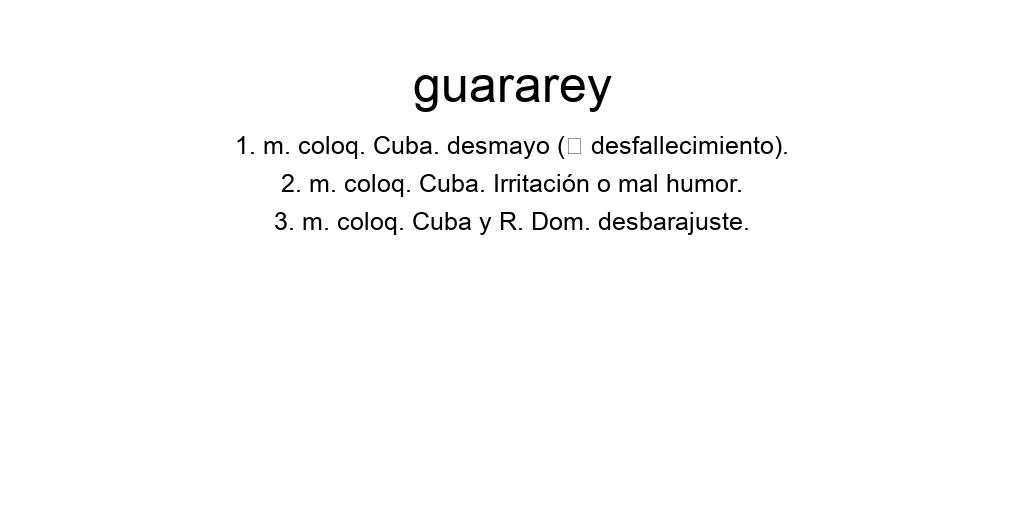 guararey
1. m. coloq. Cuba. desmayo (□ desfallecimiento).
2. m. coloq. Cuba. Irritación o mal humor.
3. m. coloq. Cuba y R. Dom. desbarajuste.